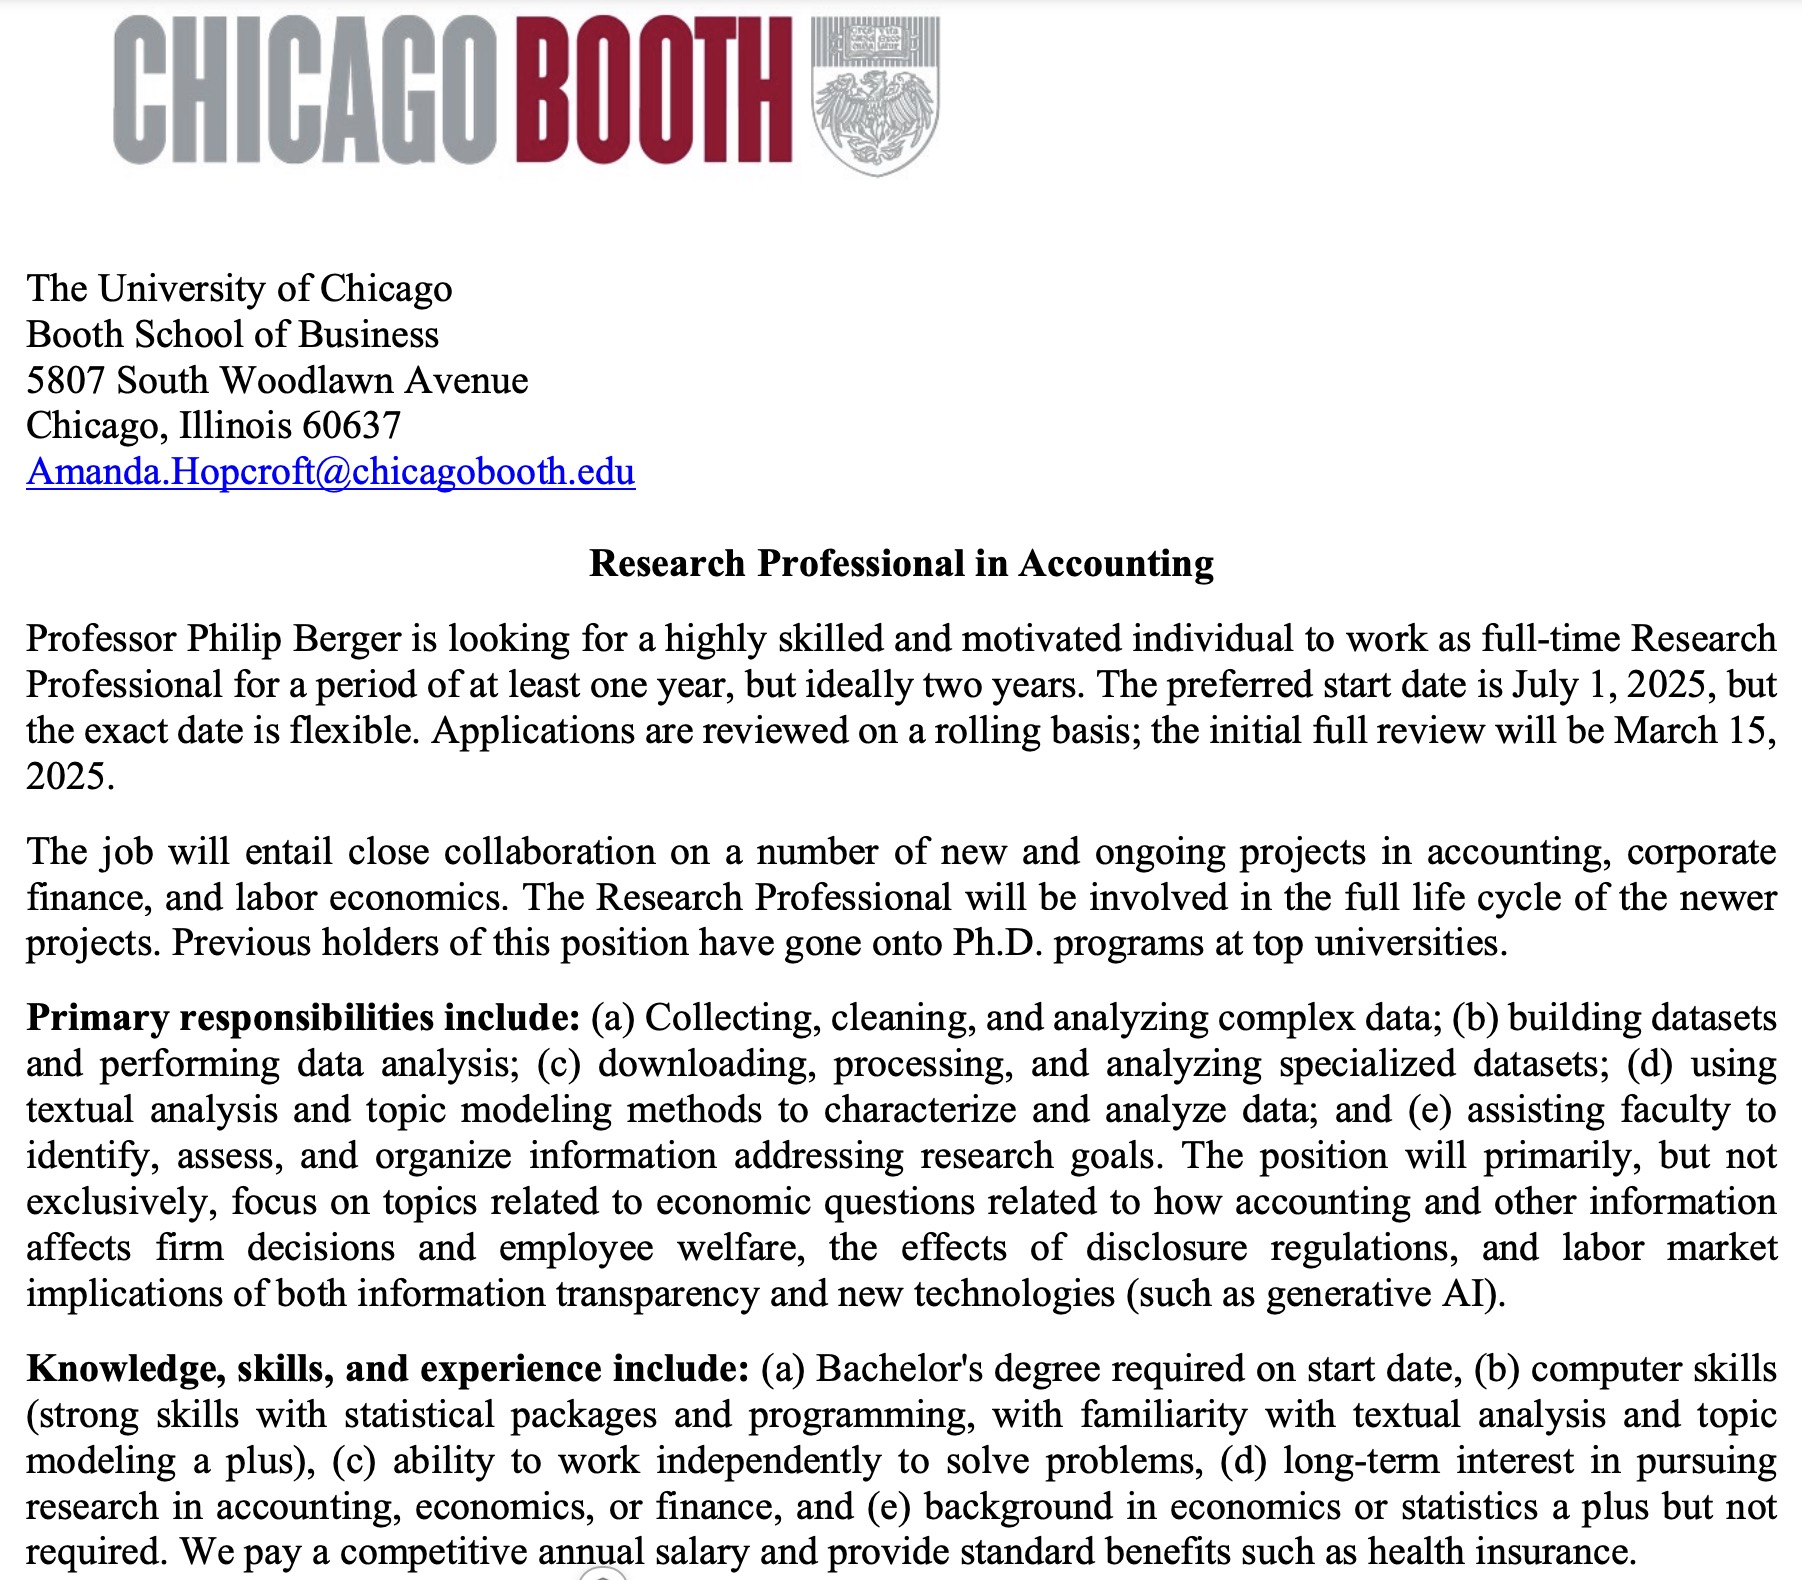 CHICAGO BOOTH
The University of Chicago
Booth School of Business
5807 South Woodlawn Avenue
Chicago, Illinois 60637
Amanda.Hopcroft@chicagobooth.edu
Research Professional in Accounting
Professor Philip Berger is looking for a highly skilled and motivated individual to work as full-time Research
Professional for a period of at least one year, but ideally two years. The preferred start date is July 1, 2025, but
the exact date is flexible. Applications are reviewed on a rolling basis; the initial full review will be March 15,
2025.
The job will entail close collaboration on a number of new and ongoing projects in accounting, corporate
finance, and labor economics. The Research Professional will be involved in the full life cycle of the newer
projects. Previous holders of this position have gone onto Ph.D. programs at top universities.
Primary responsibilities include: (a) Collecting, cleaning, and analyzing complex data; (b) building datasets
and performing data analysis; (c) downloading, processing, and analyzing specialized datasets; (d) using
textual analysis and topic modeling methods to characterize and analyze data; and (e) assisting faculty to
identify, assess, and organize information addressing research goals. The position will primarily, but not
exclusively, focus on topics related to economic questions related to how accounting and other information
affects firm decisions and employee welfare, the effects of disclosure regulations, and labor market
implications of both information transparency and new technologies (such as generative AI).
Knowledge, skills, and experience include: (a) Bachelor's degree required on start date, (b) computer skills
(strong skills with statistical packages and programming, with familiarity with textual analysis and topic
modeling a plus), (c) ability to work independently to solve problems, (d) long-term interest in pursuing
research in accounting, economics, or finance, and (e) background in economics or statistics a plus but not
required. We pay a competitive annual salary and provide standard benefits such as health insurance.